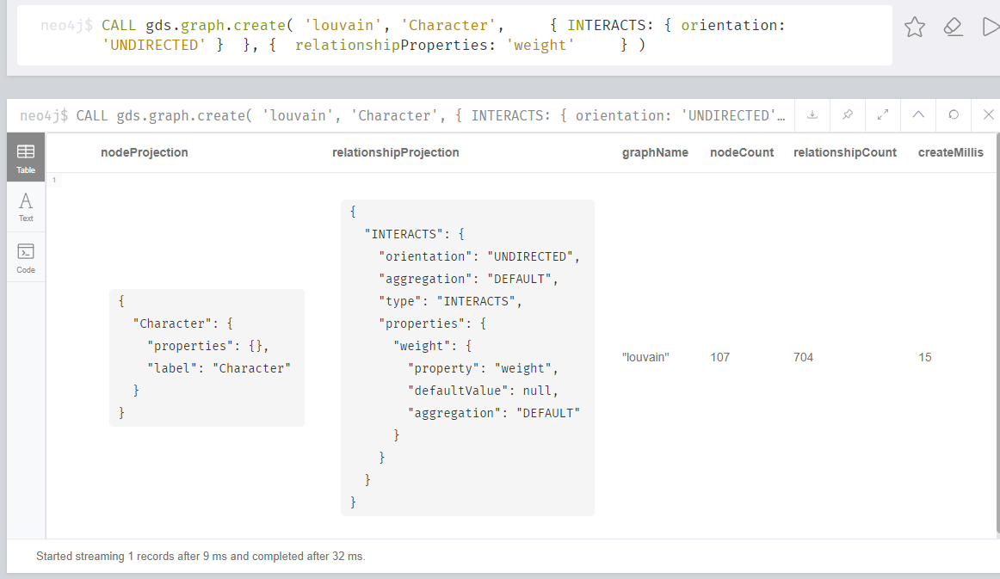 neo4j$ CALL gds.graph.create( 'louvain', 'Character', { INTERACTS: { orientation:
'UNDIRECTED' } }, { relationshipProperties: 'weight' } )
neo4j$ CALL gds.graph.create( 'louvain', 'Character', { INTERACTS: { orientation: 'UNDIRECTED'…
Table
Text
Code
nodeProjection relationshipProjection graphName nodeCount relationshipCount createMillis
1
{
"Character": {
"properties": {},
"label": "Character"
}
}
{
"INTERACTS": {
"orientation": "UNDIRECTED",
"aggregation": "DEFAULT",
"type": "INTERACTS",
"properties": {
"weight": {
"property": "weight",
"defaultValue": null,
"aggregation": "DEFAULT"
}
}
}
}
"louvain" 107 704 15
Started streaming 1 records after 9 ms and completed after 32 ms.